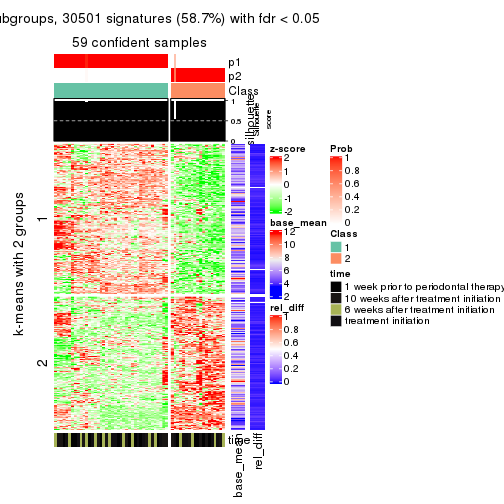 ubgroups, 30501 signatures (58.7%) with fdr < 0.05
59 confident samples
p1
p2
Class
1
0.5
0
silhouette
Silhouette
score
k-means with 2 groups
1
2
time
base_mean
rel_diff
z-score
2
1
0
-1
-2
base_mean
12
10
8
6
4
2
rel_diff
1
0.8
0.6
0.4
0.2
0
Prob
1
0.8
0.6
0.4
0.2
0
Class
1
2
time
1 week prior to periodontal therapy
10 weeks after treatment initiation
6 weeks after treatment initiation
treatment initiation